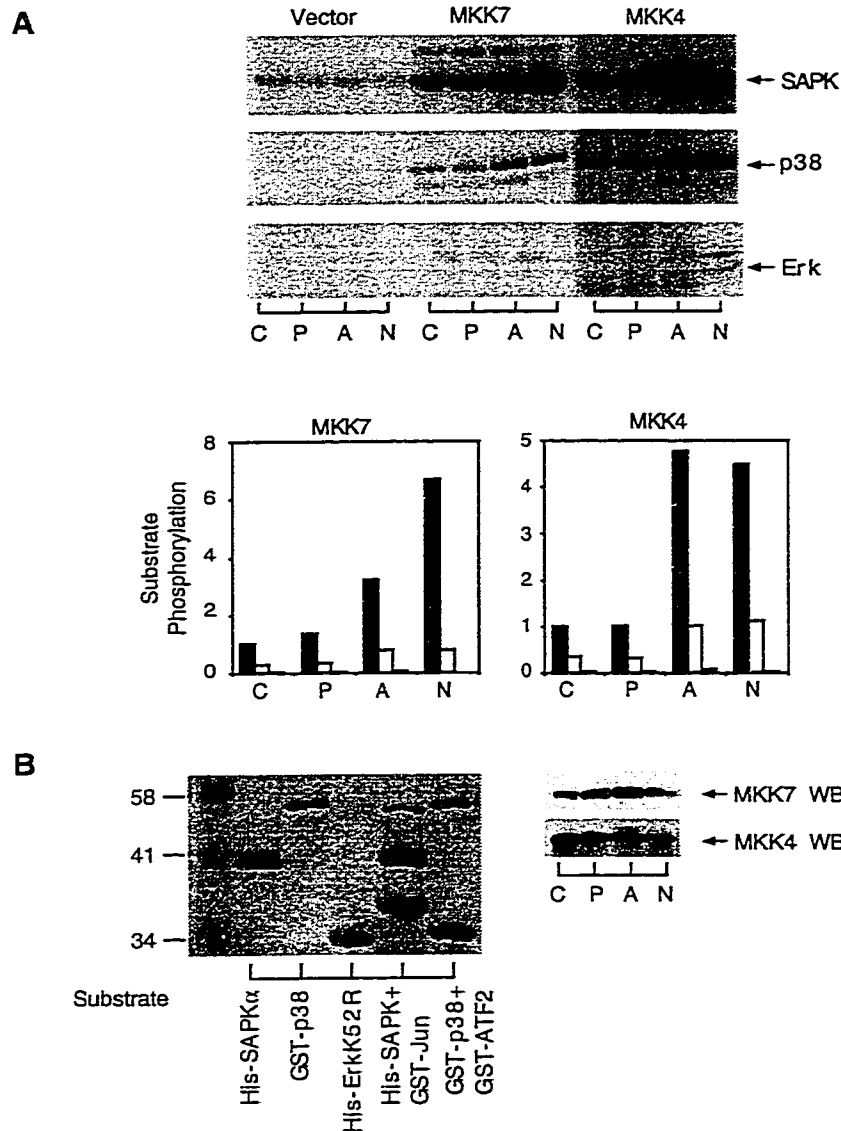 A
Vector MKK7 MKK4
SAPK
p38
Erk
C P A N C P A N C P A N
MKK7
MKK4
Substrate
Phosphorylation
8
6
4
2
0
C P A N
5
4
3
2
1
0
C P A N
B
58
41
34
Substrate
His-SAPKα
GST-p38
His-ErkK52R
His-SAPK+
GST-Jun
GST-p38+
GST-ATF2
MKK7 WB
MKK4 WB
C P A N